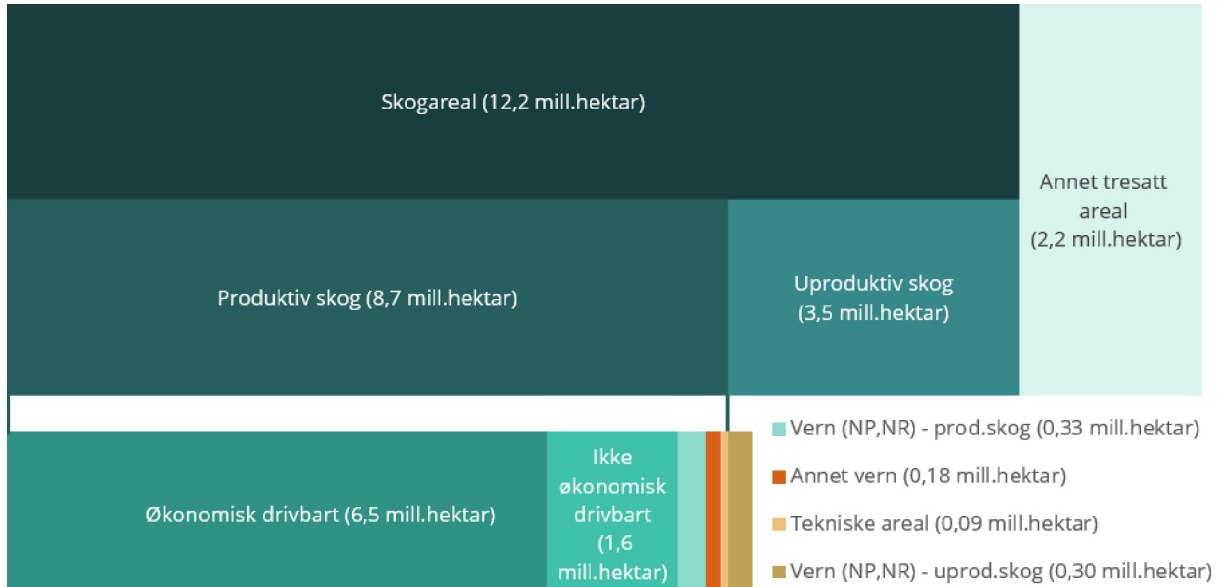 Skogareal (12,2 mill.hektar)
Annet tresatt
areal
(2,2 mill.hektar)
Produktiv skog (8,7 mill.hektar)
Uproduktiv skog
(3,5 mill.hektar)
Økonomisk drivbart (6,5 mill.hektar)
Ikke
økonomisk
drivbart
(1,6
mill.hektar)
Vern (NP,NR) - prod.skog (0,33 mill.hektar)
Annet vern (0,18 mill.hektar)
Tekniske areal (0,09 mill.hektar)
Vern (NP,NR) - uprod.skog (0,30 mill.hektar)